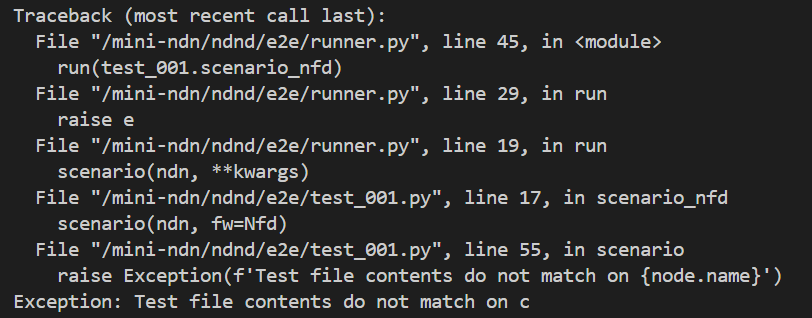 Traceback (most recent call last):
  File "/mini-ndn/ndnd/e2e/runner.py", line 45, in <module>
    run(test_001.scenario_nfd)
  File "/mini-ndn/ndnd/e2e/runner.py", line 29, in run
    raise e
  File "/mini-ndn/ndnd/e2e/runner.py", line 19, in run
    scenario(ndn, **kwargs)
  File "/mini-ndn/ndnd/e2e/test_001.py", line 17, in scenario_nfd
    scenario(ndn, fw=Nfd)
  File "/mini-ndn/ndnd/e2e/test_001.py", line 55, in scenario
    raise Exception(f'Test file contents do not match on {node.name}')
Exception: Test file contents do not match on c